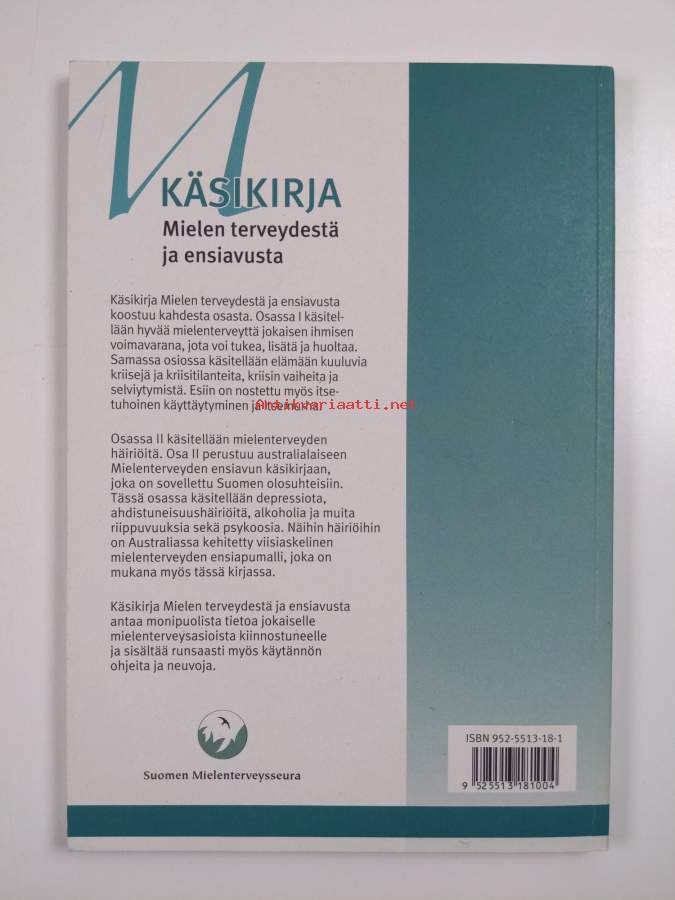 KÄSIKIRJA
Mielen terveydestä
ja ensiavusta
Käsikirja Mielen terveydestä ja ensiavusta
koostuu kahdesta osasta. Osassa I käsitel-
lään hyvää mielenterveyttä jokaisen ihmisen
voimavarana, jota voi tukea, lisätä ja huoltaa.
Samassa osiossa käsitellään elämään kuuluvia
kriisejä ja kriisitilanteita, kriisin vaiheita ja
selviytymistä. Esiin on nostettu myös itse-
tuhoinen käyttäytyminen ja itsemurha.
Antikvariaatti.net
Osassa II käsitellään mielenterveyden
häiriöitä. Osa II perustuu australialaiseen
Mielenterveyden ensiavun käsikirjaan,
joka on sovellettu Suomen olosuhteisiin.
Tässä osassa käsitellään depressiota,
ahdistuneisuushäiriöitä, alkoholia ja muita
riippuvuuksia sekä psykoosia. Näihin häiriöihin
on Australiassa kehitetty viisiaskelinen
mielenterveyden ensiapumalli, joka on
mukana myös tässä kirjassa.
Käsikirja Mielen terveydestä ja ensiavusta
antaa monipuolista tietoa jokaiselle
mielenterveysasioista kiinnostuneelle
ja sisältää runsaasti myös käytännön
ohjeita ja neuvoja.
Suomen Mielenterveysseura
ISBN 952-5513-18-1
9 525513 181004